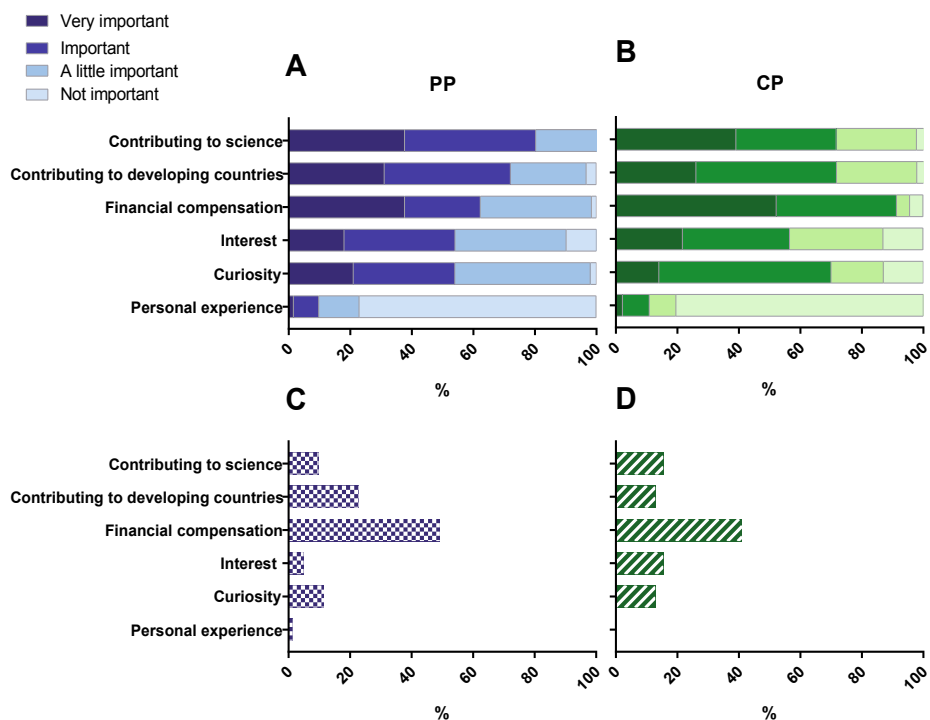 Very important
Important
A little important
Not important
A
B
PP
CP
Contributing to science
Contributing to developing countries
Financial compensation
Interest
Curiosity
Personal experience
0 20 40 60 80 100
0 20 40 60 80 100
%
%
C
D
Contributing to science
Contributing to developing countries
Financial compensation
Interest
Curiosity
Personal experience
0 20 40 60 80 100
0 20 40 60 80 100
%
%